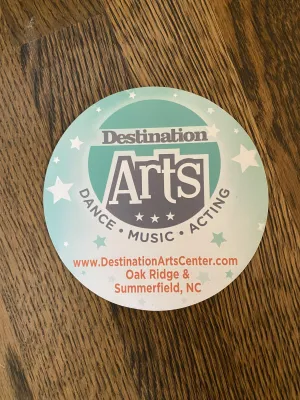 Destination
Arts
DANCE • MUSIC • ACTING
www.DestinationArtsCenter.com
Oak Ridge &
Summerfield, NC